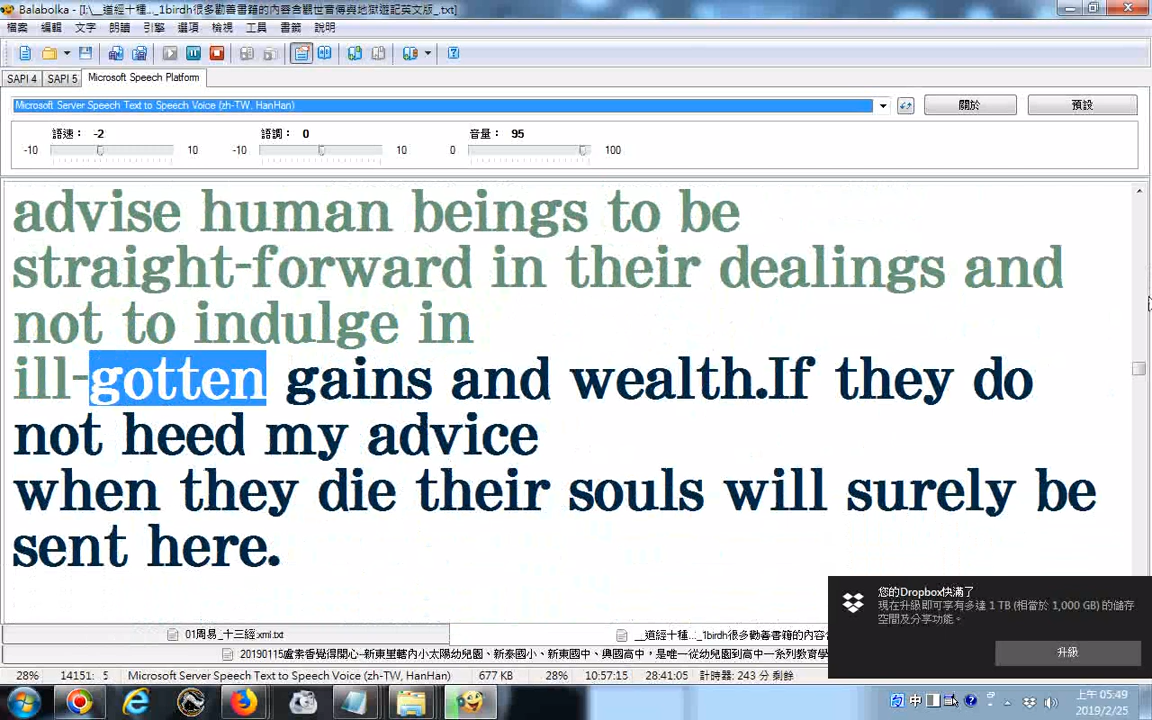 Balabolka - [I:\__道經十種..._1birdh很多勸善書籍的內容含觀世音傳與地獄遊記英文版_.txt]
檔案 編輯 文字 朗讀 引擎 選項 檢視 工具 書籤 說明
SAPI 4 SAPI 5 Microsoft Speech Platform
Microsoft Server Speech Text to Speech Voice (zh-TW, HanHan) 關於 預設
語速： -2 語調： 0 音量： 95
-10 10 -10 10 0 100
advise human beings to be
straight-forward in their dealings and
not to indulge in
ill-gotten gains and wealth.If they do
not heed my advice
when they die their souls will surely be
sent here.
您的Dropbox快滿了
現在升級即可享有多達 1 TB (相當於 1,000 GB) 的儲存
空間及分享功能。
升級
01周易_十三經.xml.txt __道經十種..._1birdh很多勸善書籍的內容含
20190115盧素香覺得開心--新東里轄內小太陽幼兒園、新泰國小、新東國中、興國高中，是唯一從幼兒園到高中一系列教育學
28% 14151: 5 Microsoft Server Speech Text to Speech Voice (zh-TW, HanHan) 677 KB 28% 10:57:15 28:41:05 計時器: 243 分 剩餘
中 上午 05:49
2019/2/25